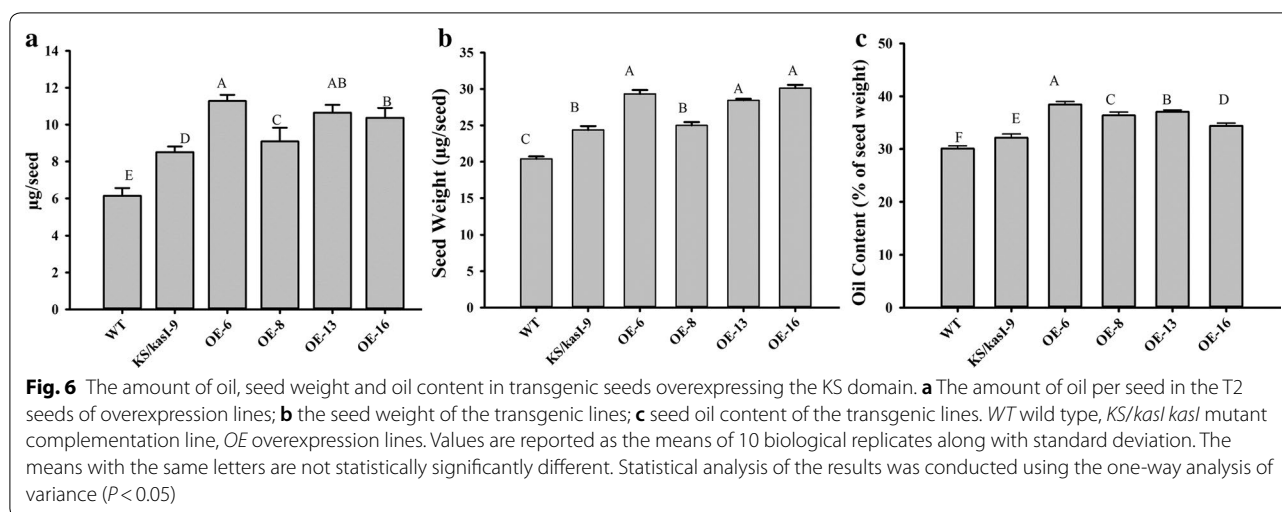 a
14
12
10
8
6
4
2
0
µg/seed
E
D
A
C
AB
B
WT
KS/kasI-9
OE-6
OE-8
OE-13
OE-16
b
35
30
25
20
15
10
5
0
Seed Weight (µg/seed)
C
B
A
B
A
A
WT
KS/kasI-9
OE-6
OE-8
OE-13
OE-16
c
50
40
30
20
10
0
Oil Content (% of seed weight)
F
E
A
C
B
D
WT
KS/kasI-9
OE-6
OE-8
OE-13
OE-16
Fig. 6 The amount of oil, seed weight and oil content in transgenic seeds overexpressing the KS domain. a The amount of oil per seed in the T2
seeds of overexpression lines; b the seed weight of the transgenic lines; c seed oil content of the transgenic lines. WT wild type, KS/kasI kasI mutant
complementation line, OE overexpression lines. Values are reported as the means of 10 biological replicates along with standard deviation. The
means with the same letters are not statistically significantly different. Statistical analysis of the results was conducted using the one-way analysis of
variance (P < 0.05)